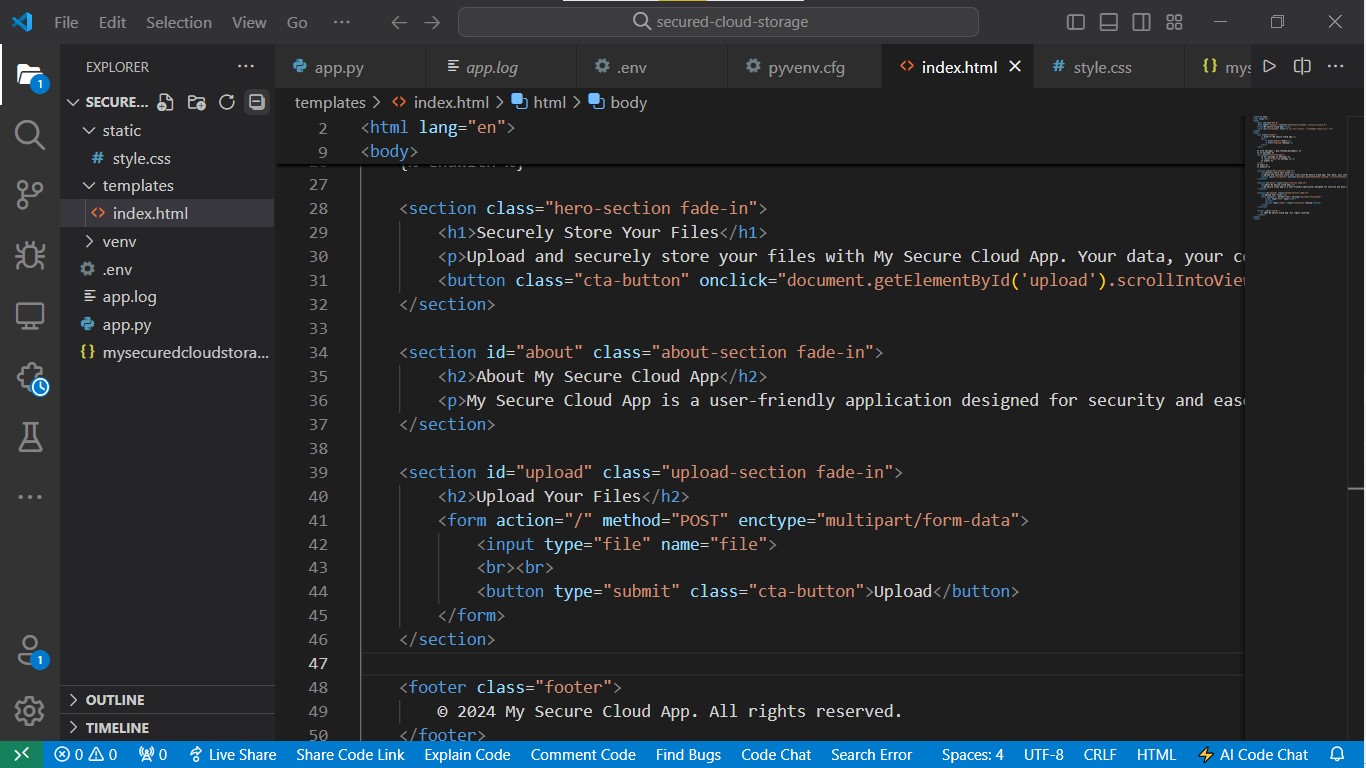 File Edit Selection View Go ··· secured-cloud-storage
EXPLORER ···
SECURE...
static
# style.css
templates
<> index.html
venv
.env
app.log
app.py
{} mysecuredcloudstora...
OUTLINE
TIMELINE
1
1
app.py app.log .env pyvenv.cfg <> index.html # style.css {} mys
templates > <> index.html > html > body
2 <html lang="en">
9 <body>
27
28 <section class="hero-section fade-in">
29 <h1>Securely Store Your Files</h1>
30 <p>Upload and securely store your files with My Secure Cloud App. Your data, your c
31 <button class="cta-button" onclick="document.getElementById('upload').scrollIntoView
32 </section>
33
34 <section id="about" class="about-section fade-in">
35 <h2>About My Secure Cloud App</h2>
36 <p>My Secure Cloud App is a user-friendly application designed for security and ease
37 </section>
38
39 <section id="upload" class="upload-section fade-in">
40 <h2>Upload Your Files</h2>
41 <form action="/" method="POST" enctype="multipart/form-data">
42 <input type="file" name="file">
43 <br><br>
44 <button type="submit" class="cta-button">Upload</button>
45 </form>
46 </section>
47
48 <footer class="footer">
49 © 2024 My Secure Cloud App. All rights reserved.
50 </footer>
0 0 0 Live Share Share Code Link Explain Code Comment Code Find Bugs Code Chat Search Error Spaces: 4 UTF-8 CRLF HTML ⚡ AI Code Chat